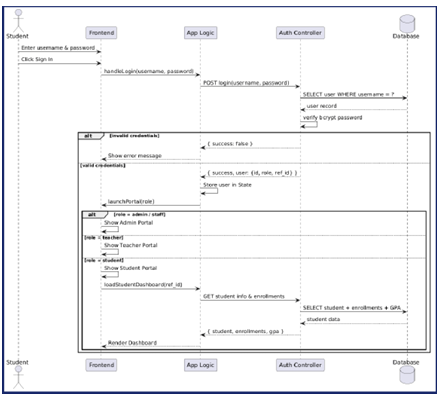 Student
Frontend
App Logic
Auth Controller
Database
Enter username & password
Click Sign In
handleLogin(username, password)
POST login(username, password)
SELECT user WHERE username = ?
user record
verify bcrypt password
alt [invalid credentials]
{ success: false }
Show error message
[valid credentials]
{ success, user: {id, role, ref_id} }
Store user in State
launchPortal(role)
alt [role = admin / staff]
Show Admin Portal
[role = teacher]
Show Teacher Portal
[role = student]
Show Student Portal
loadStudentDashboard(ref_id)
GET student info & enrollments
SELECT student + enrollments + GPA
student data
{ student, enrollments, gpa }
Render Dashboard
Student
Frontend
App Logic
Auth Controller
Database